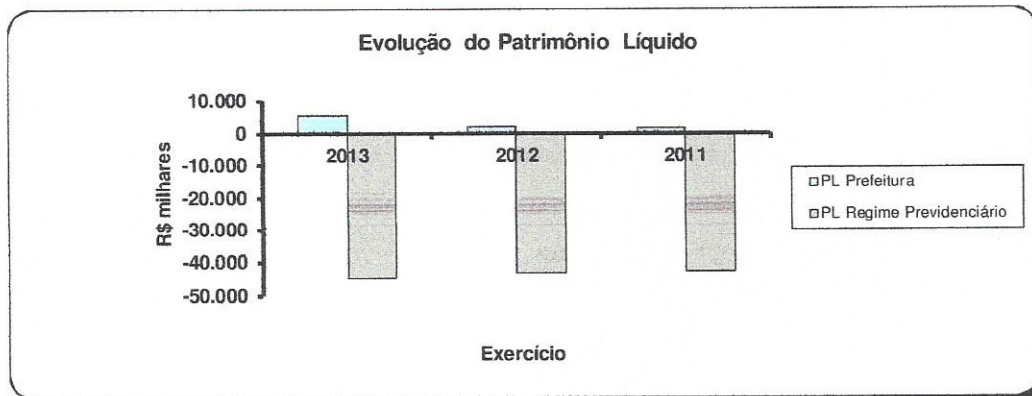 Evolução do Patrimônio Líquido
R$ milhares
10.000
0
-10.000
-20.000
-30.000
-40.000
-50.000
2013
2012
2011
PL Prefeitura
PL Regime Previdenciário
Exercício